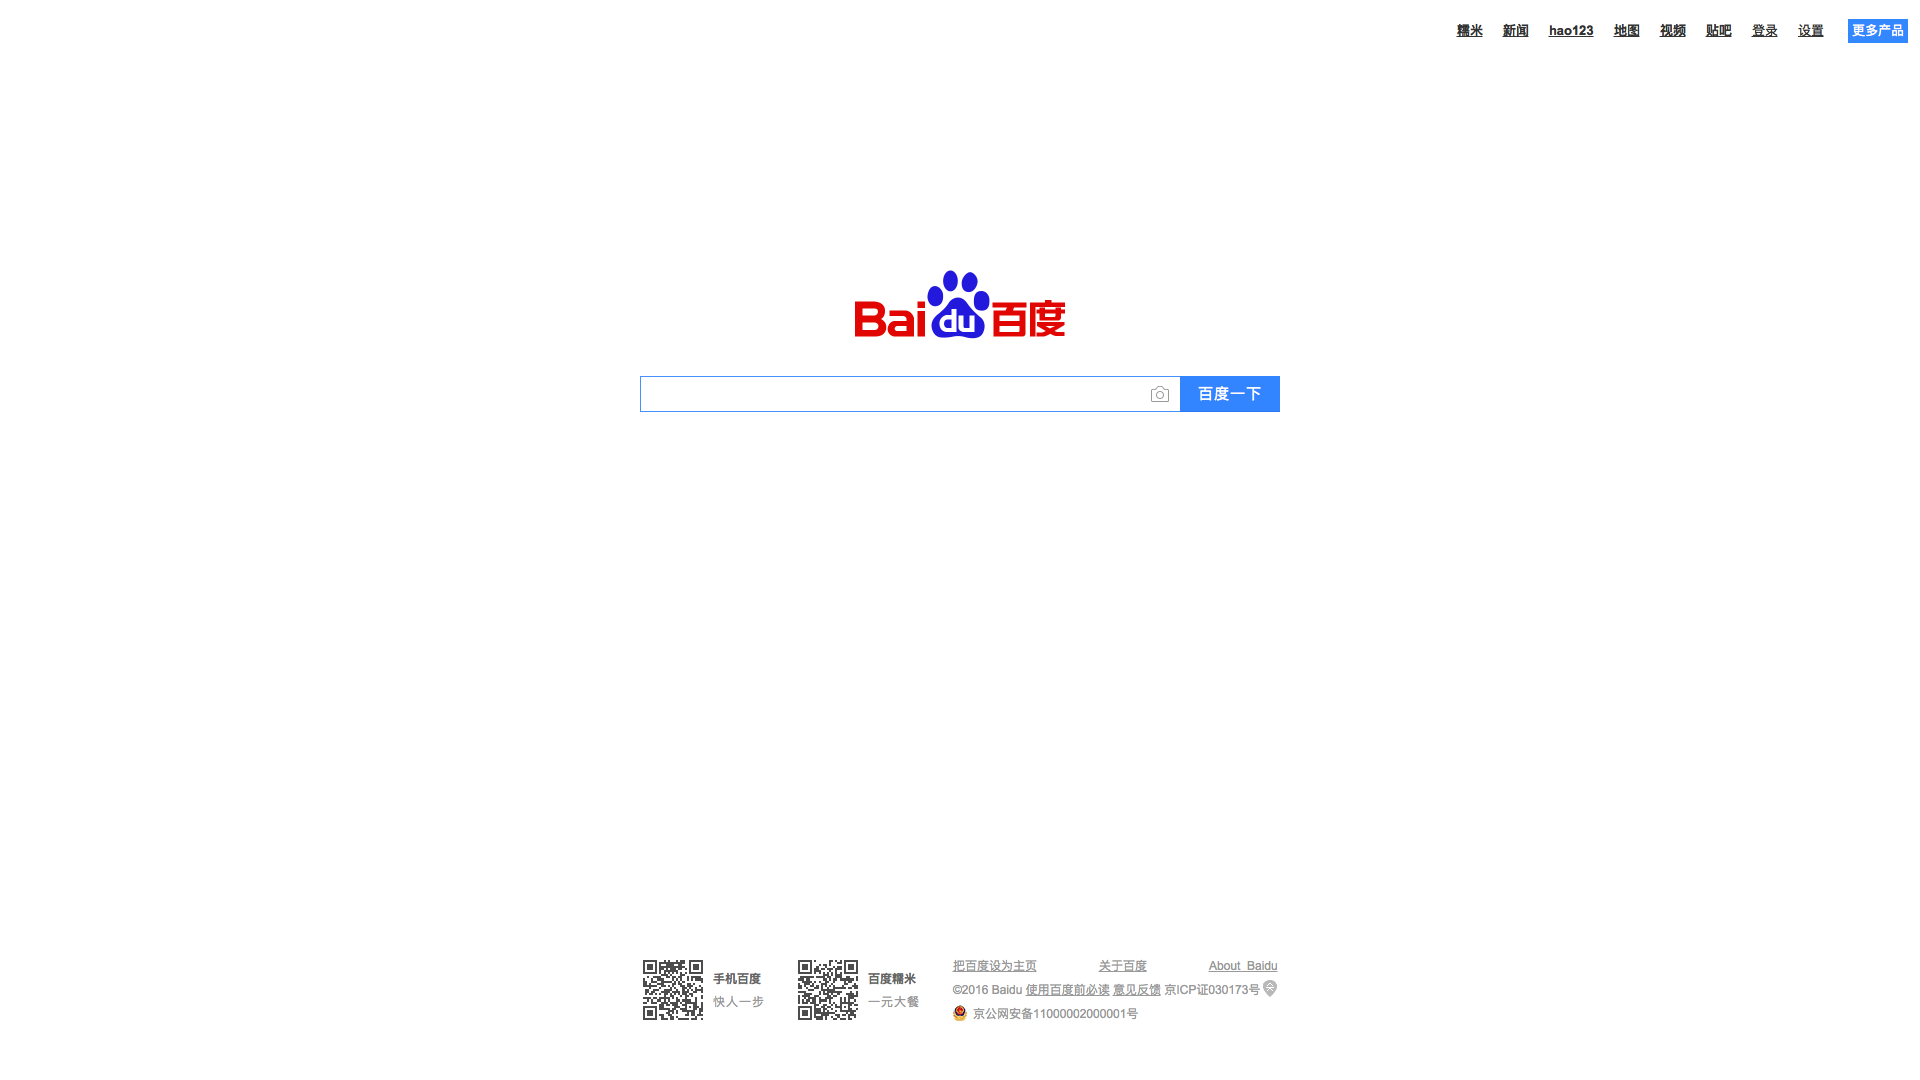 糯米 新闻 hao123 地图 视频 贴吧 登录 设置 更多产品
Bai du 百度
百度一下
手机百度
快人一步
百度糯米
一元大餐
把百度设为主页 关于百度 About Baidu
©2016 Baidu 使用百度前必读 意见反馈 京ICP证030173号
京公网安备11000002000001号